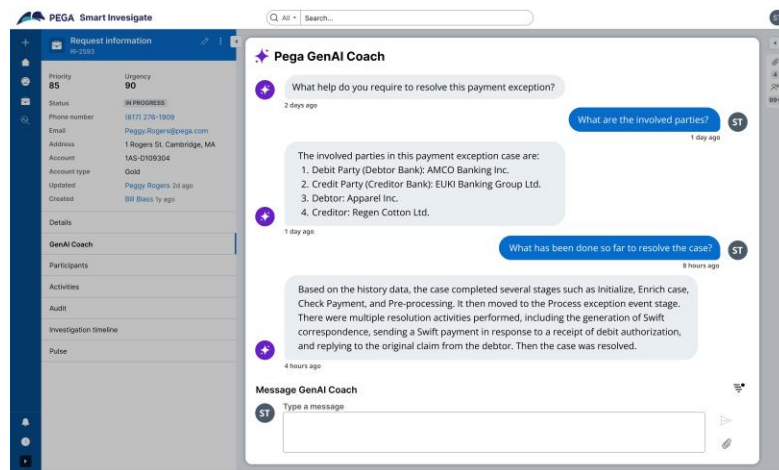 PEGA Smart Invesigate
All
Search...
ST
Request information
RI-2593
Priority
85
Urgency
90
Status
IN PROGRESS
Phone number
(617) 276-1909
Email
Peggy.Rogers@pega.com
Address
1 Rogers St. Cambridge, MA
Account
1AS-D109304
Account type
Gold
Updated
Peggy Rogers 2d ago
Created
Bill Blass 1y ago
Details
GenAI Coach
Participants
Activities
Audit
Investigation timeline
Pulse
Pega GenAI Coach
What help do you require to resolve this payment exception?
2 days ago
What are the involved parties?
ST
1 day ago
The involved parties in this payment exception case are:
1. Debit Party (Debtor Bank): AMCO Banking Inc.
2. Credit Party (Creditor Bank): EUKI Banking Group Ltd.
3. Debtor: Apparel Inc.
4. Creditor: Regen Cotton Ltd.
1 day ago
What has been done so far to resolve the case?
ST
8 hours ago
Based on the history data, the case completed several stages such as Initialize, Enrich case,
Check Payment, and Pre-processing. It then moved to the Process exception event stage.
There were multiple resolution activities performed, including the generation of Swift
correspondence, sending a Swift payment in response to a receipt of debit authorization,
and replying to the original claim from the debtor. Then the case was resolved.
4 hours ago
Message GenAI Coach
ST
Type a message
4
99+